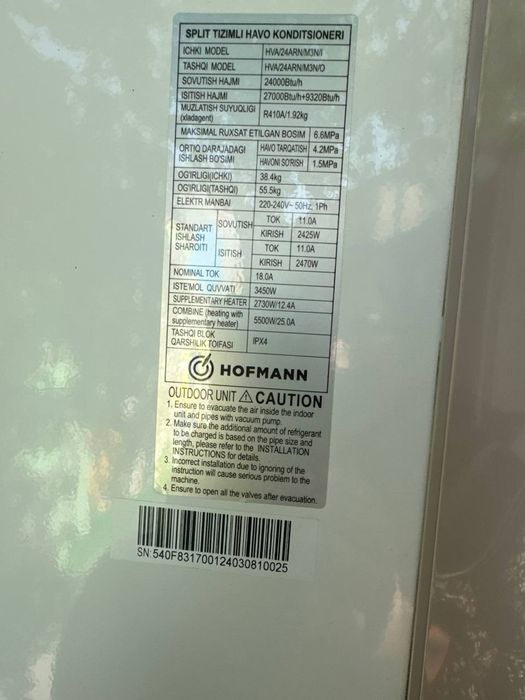 SPLIT TIZIMLI HAVO KONDITSIONERI
ICHKI MODEL HVA/24ARN/M3N/I
TASHQI MODEL HVA/24ARN/M3N/O
SOVUTISH HAJMI 24000Btu/h
ISITISH HAJMI 27000Btu/h+9320Btu/h
MUZLATISH SUYUQLIGI
(xladagent) R410A/1.92kg
MAKSIMAL RUXSAT ETILGAN BOSIM 6.6MPa
ORTIQ DARAJADAGI HAVO TARQATISH 4.2MPa
ISHLASH BO'SIMI HAVONI SO'RISH 1.5MPa
OG'IRLIGI(ICHKI) 38.4kg
OG'IRLIGI(TASHQI) 55.5kg
ELEKTR MANBAI 220-240V~ 50Hz, 1Ph
STANDART ISHLASH SHAROITI SOVUTISH TOK 11.0A
KIRISH 2425W
ISITISH TOK 11.0A
KIRISH 2470W
NOMINAL TOK 18.0A
ISTE'MOL QUVVATI 3450W
SUPPLEMENTARY HEATER 2730W/12.4A
COMBINE (heating with
supplementary heater) 5500W/25.0A
TASHQI BLOK
QARSHILIK TOIFASI IPX4
HOFMANN
OUTDOOR UNIT ⚠ CAUTION
1. Ensure to evacuate the air inside the indoor
unit and pipes with vacuum pump.
2. Make sure the additional amount of refrigerant
to be charged is based on the pipe size and
length, please refer to the INSTALLATION
INSTRUCTIONS for details.
3. Incorrect installation due to ignoring of the
instruction will cause serious problem to the
machine.
4. Ensure to open all the valves after evacuation.
SN:540F831700124030810025